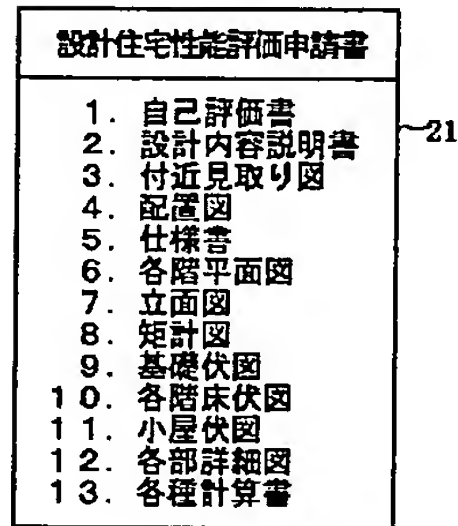 設計住宅性能評価申請書
1. 自己評価書
2. 設計内容説明書
21
3. 付近見取り図
4. 配置図
5. 仕様書
6. 各階平面図
7. 立面図
8. 矩計図
9. 基礎伏図
10. 各階床伏図
11. 小屋伏図
12. 各部詳細図
13. 各種計算書